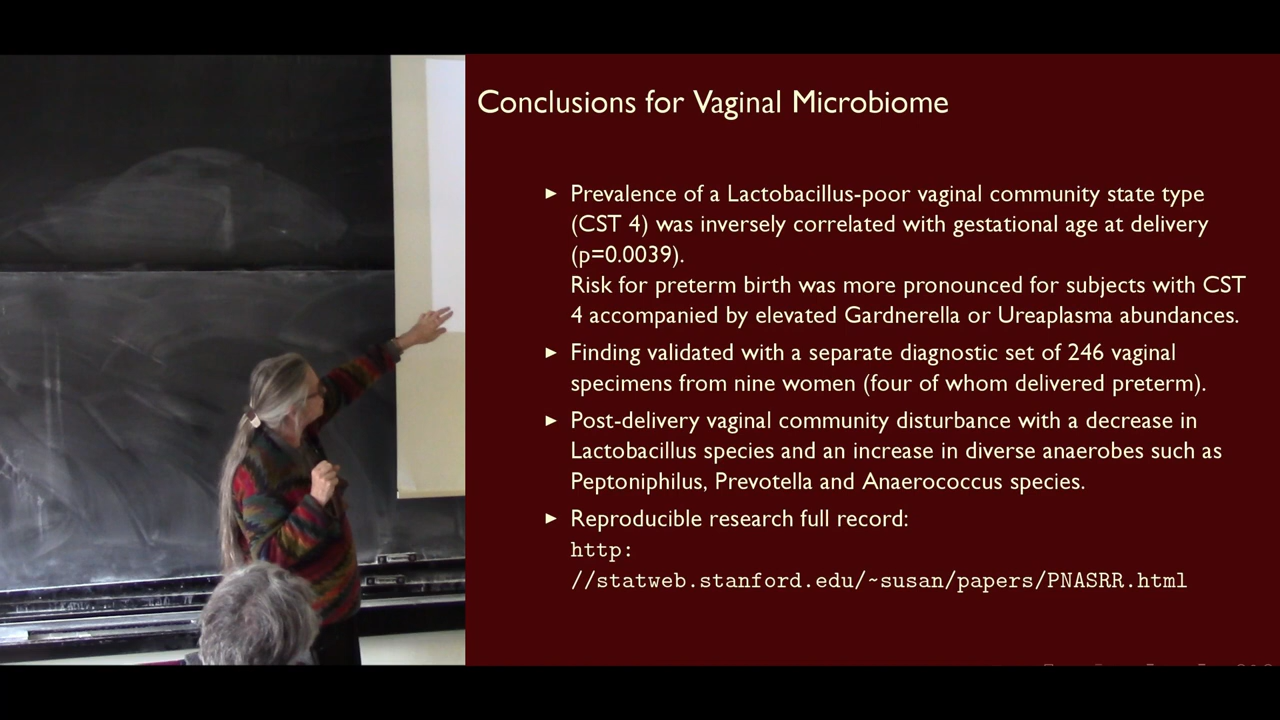 Conclusions for Vaginal Microbiome
► Prevalence of a Lactobacillus-poor vaginal community state type
(CST 4) was inversely correlated with gestational age at delivery
(p=0.0039).
Risk for preterm birth was more pronounced for subjects with CST
4 accompanied by elevated Gardnerella or Ureaplasma abundances.
► Finding validated with a separate diagnostic set of 246 vaginal
specimens from nine women (four of whom delivered preterm).
► Post-delivery vaginal community disturbance with a decrease in
Lactobacillus species and an increase in diverse anaerobes such as
Peptoniphilus, Prevotella and Anaerococcus species.
► Reproducible research full record:
http:
//statweb.stanford.edu/~susan/papers/PNASRR.html